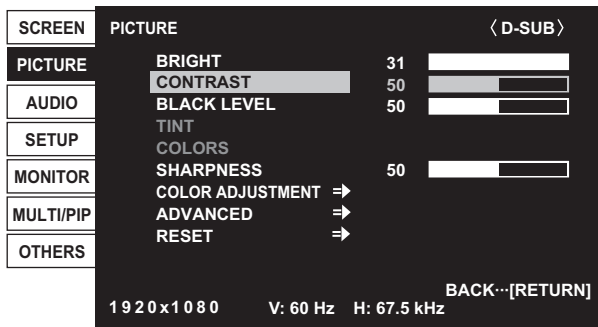 SCREEN
PICTURE
AUDIO
SETUP
MONITOR
MULTI/PIP
OTHERS
PICTURE 〈D-SUB〉
BRIGHT 31
CONTRAST 50
BLACK LEVEL 50
TINT
COLORS
SHARPNESS 50
COLOR ADJUSTMENT
ADVANCED
RESET
BACK···[RETURN]
1920x1080 V: 60 Hz H: 67.5 kHz